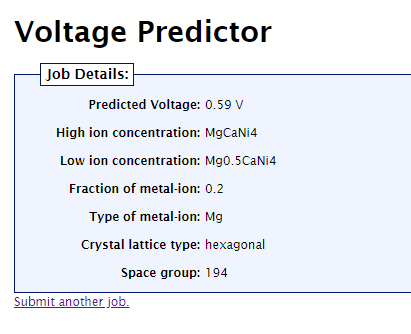 Voltage Predictor
Job Details:
Predicted Voltage: 0.59 V
High ion concentration: MgCaNi4
Low ion concentration: Mg0.5CaNi4
Fraction of metal-ion: 0.2
Type of metal-ion: Mg
Crystal lattice type: hexagonal
Space group: 194
Submit another job.